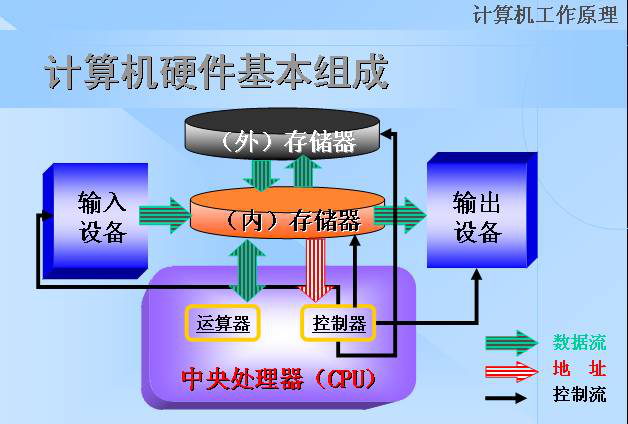 计算机工作原理
计算机硬件基本组成
（外）存储器
输入
设备
（内）存储器
输出
设备
运算器
控制器
中央处理器（CPU）
数据流
地 址
控制流